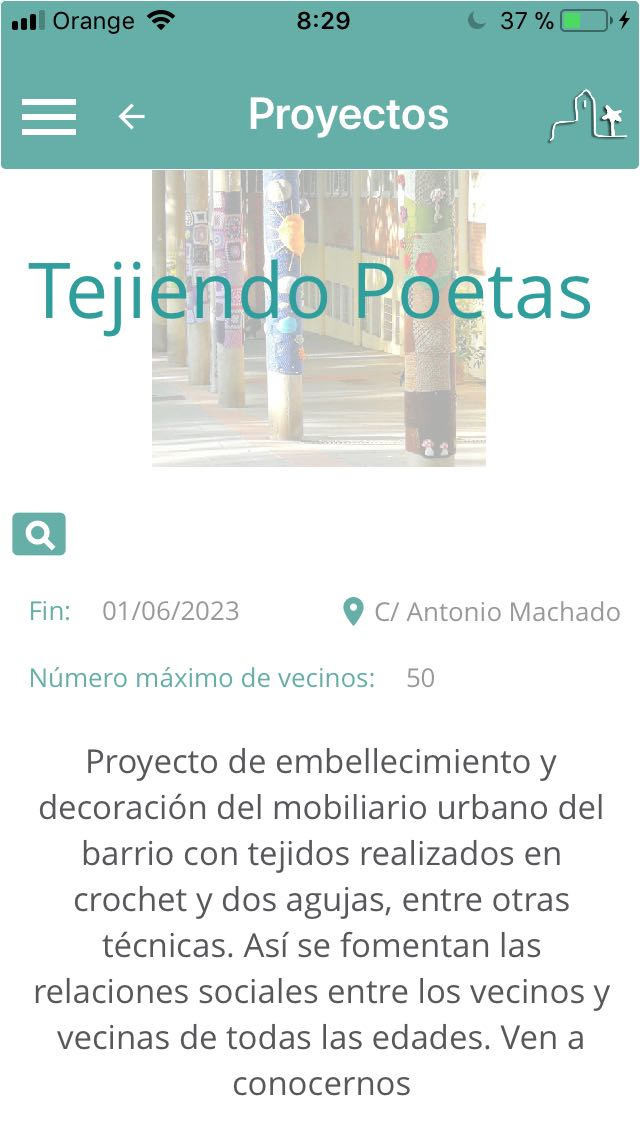 Orange 8:29 37 %
Proyectos
Tejiendo Poetas
Fin: 01/06/2023 C/ Antonio Machado
Número máximo de vecinos: 50
Proyecto de embellecimiento y
decoración del mobiliario urbano del
barrio con tejidos realizados en
crochet y dos agujas, entre otras
técnicas. Así se fomentan las
relaciones sociales entre los vecinos y
vecinas de todas las edades. Ven a
conocernos